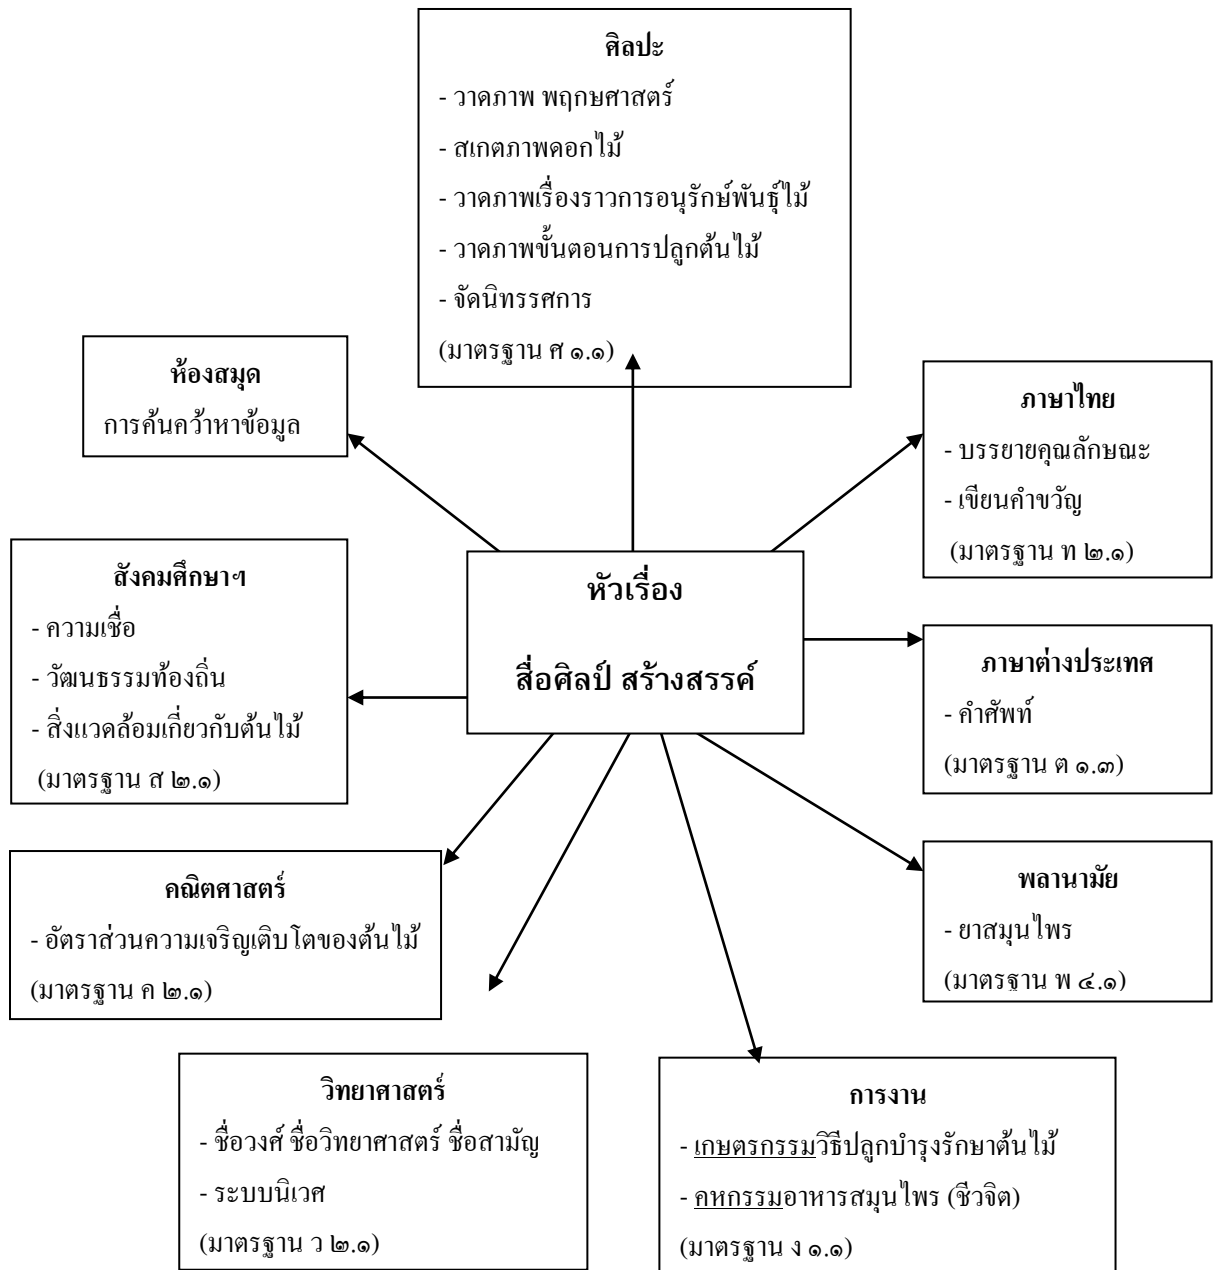 ศิลปะ
- วาดภาพ พฤกษศาสตร์
- สเกตภาพดอกไม้
- วาดภาพเรื่องราวการอนุรักษ์พันธุ์ไม้
- วาดภาพขั้นตอนการปลูกต้นไม้
- จัดนิทรรศการ
(มาตรฐาน ศ ๑.๑)
ห้องสมุด
การค้นคว้าหาข้อมูล
ภาษาไทย
- บรรยายคุณลักษณะ
- เขียนคำขวัญ
(มาตรฐาน ท ๒.๑)
หัวเรื่อง
สื่อศิลป์ สร้างสรรค์
สังคมศึกษาฯ
- ความเชื่อ
- วัฒนธรรมท้องถิ่น
- สิ่งแวดล้อมเกี่ยวกับต้นไม้
(มาตรฐาน ส ๒.๑)
ภาษาต่างประเทศ
- คำศัพท์
(มาตรฐาน ต ๑.๓)
คณิตศาสตร์
- อัตราส่วนความเจริญเติบโตของต้นไม้
(มาตรฐาน ค ๒.๑)
พลานามัย
- ยาสมุนไพร
(มาตรฐาน พ ๔.๑)
วิทยาศาสตร์
- ชื่อวงศ์ ชื่อวิทยาศาสตร์ ชื่อสามัญ
- ระบบนิเวศ
(มาตรฐาน ว ๒.๑)
การงาน
- เกษตรกรรมวิธีปลูกบำรุงรักษาต้นไม้
- คหกรรมอาหารสมุนไพร (ชีวจิต)
(มาตรฐาน ง ๑.๑)